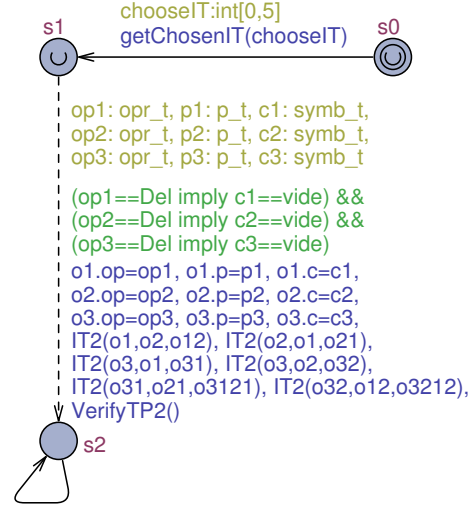 chooseIT:int[0,5]
s1
getChosenIT(chooseIT)
s0
op1: opr_t, p1: p_t, c1: symb_t,
op2: opr_t, p2: p_t, c2: symb_t,
op3: opr_t, p3: p_t, c3: symb_t
(op1==Del imply c1==vide) &&
(op2==Del imply c2==vide) &&
(op3==Del imply c3==vide)
o1.op=op1, o1.p=p1, o1.c=c1,
o2.op=op2, o2.p=p2, o2.c=c2,
o3.op=op3, o3.p=p3, o3.c=c3,
IT2(o1,o2,o12), IT2(o2,o1,o21),
IT2(o3,o1,o31), IT2(o3,o2,o32),
IT2(o31,o21,o3121), IT2(o32,o12,o3212),
VerifyTP2()
s2